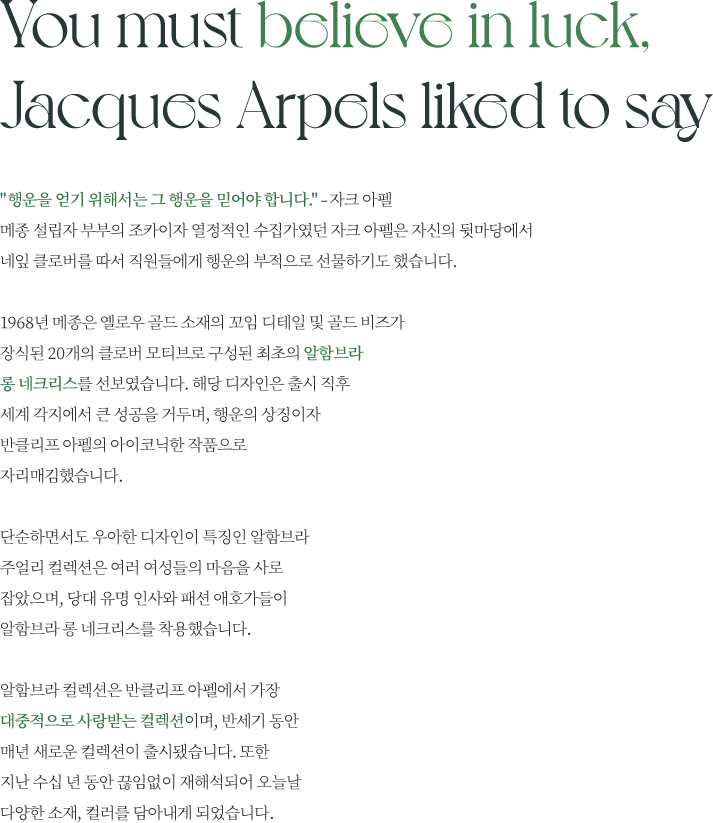 You must believe in luck,
Jacques Arpels liked to say
"행운을 얻기 위해서는 그 행운을 믿어야 합니다." – 자크 아펠
메종 설립자 부부의 조카이자 열정적인 수집가였던 자크 아펠은 자신의 뒷마당에서
네잎 클로버를 따서 직원들에게 행운의 부적으로 선물하기도 했습니다.
1968년 메종은 옐로우 골드 소재의 꼬임 디테일 및 골드 비즈가
장식된 20개의 클로버 모티브로 구성된 최초의 알함브라
롱 네크리스를 선보였습니다. 해당 디자인은 출시 직후
세계 각지에서 큰 성공을 거두며, 행운의 상징이자
반클리프 아펠의 아이코닉한 작품으로
자리매김했습니다.
단순하면서도 우아한 디자인이 특징인 알함브라
주얼리 컬렉션은 여러 여성들의 마음을 사로
잡았으며, 당대 유명 인사와 패션 애호가들이
알함브라 롱 네크리스를 착용했습니다.
알함브라 컬렉션은 반클리프 아펠에서 가장
대중적으로 사랑받는 컬렉션이며, 반세기 동안
매년 새로운 컬렉션이 출시됐습니다. 또한
지난 수십 년 동안 끊임없이 재해석되어 오늘날
다양한 소재, 컬러를 담아내게 되었습니다.